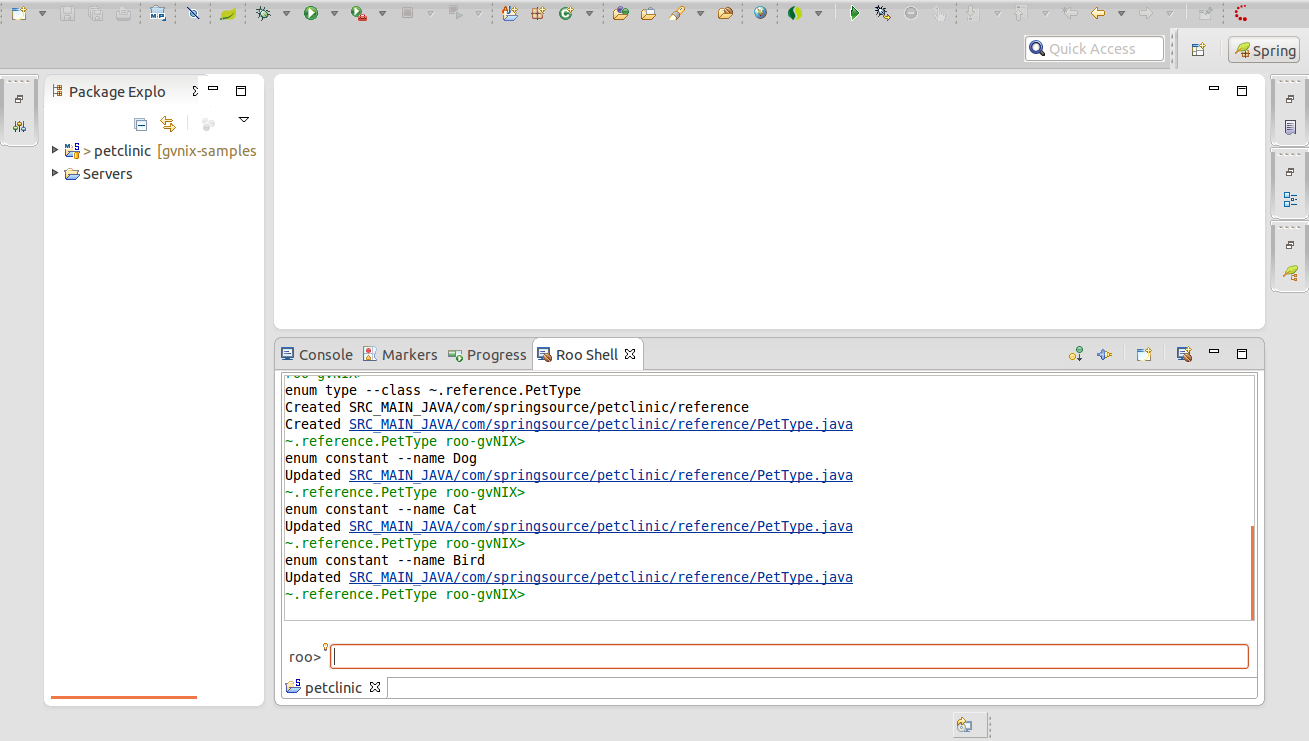 Quick Access
Spring
Package Explo
> petclinic [gvnix-samples
Servers
Console Markers Progress Roo Shell
roo-gvNIX>
enum type --class ~.reference.PetType
Created SRC_MAIN_JAVA/com/springsource/petclinic/reference
Created SRC_MAIN_JAVA/com/springsource/petclinic/reference/PetType.java
~.reference.PetType roo-gvNIX>
enum constant --name Dog
Updated SRC_MAIN_JAVA/com/springsource/petclinic/reference/PetType.java
~.reference.PetType roo-gvNIX>
enum constant --name Cat
Updated SRC_MAIN_JAVA/com/springsource/petclinic/reference/PetType.java
~.reference.PetType roo-gvNIX>
enum constant --name Bird
Updated SRC_MAIN_JAVA/com/springsource/petclinic/reference/PetType.java
~.reference.PetType roo-gvNIX>
roo>
petclinic